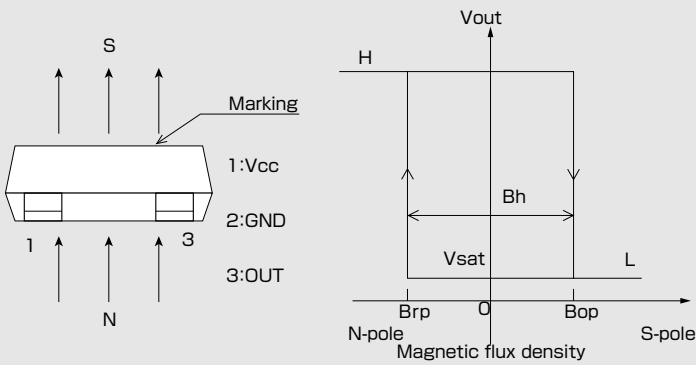 S
Marking
1:Vcc
2:GND
3:OUT
1
3
N
Vout
H
Bh
Vsat
L
Brp
O
Bop
N-pole
S-pole
Magnetic flux density